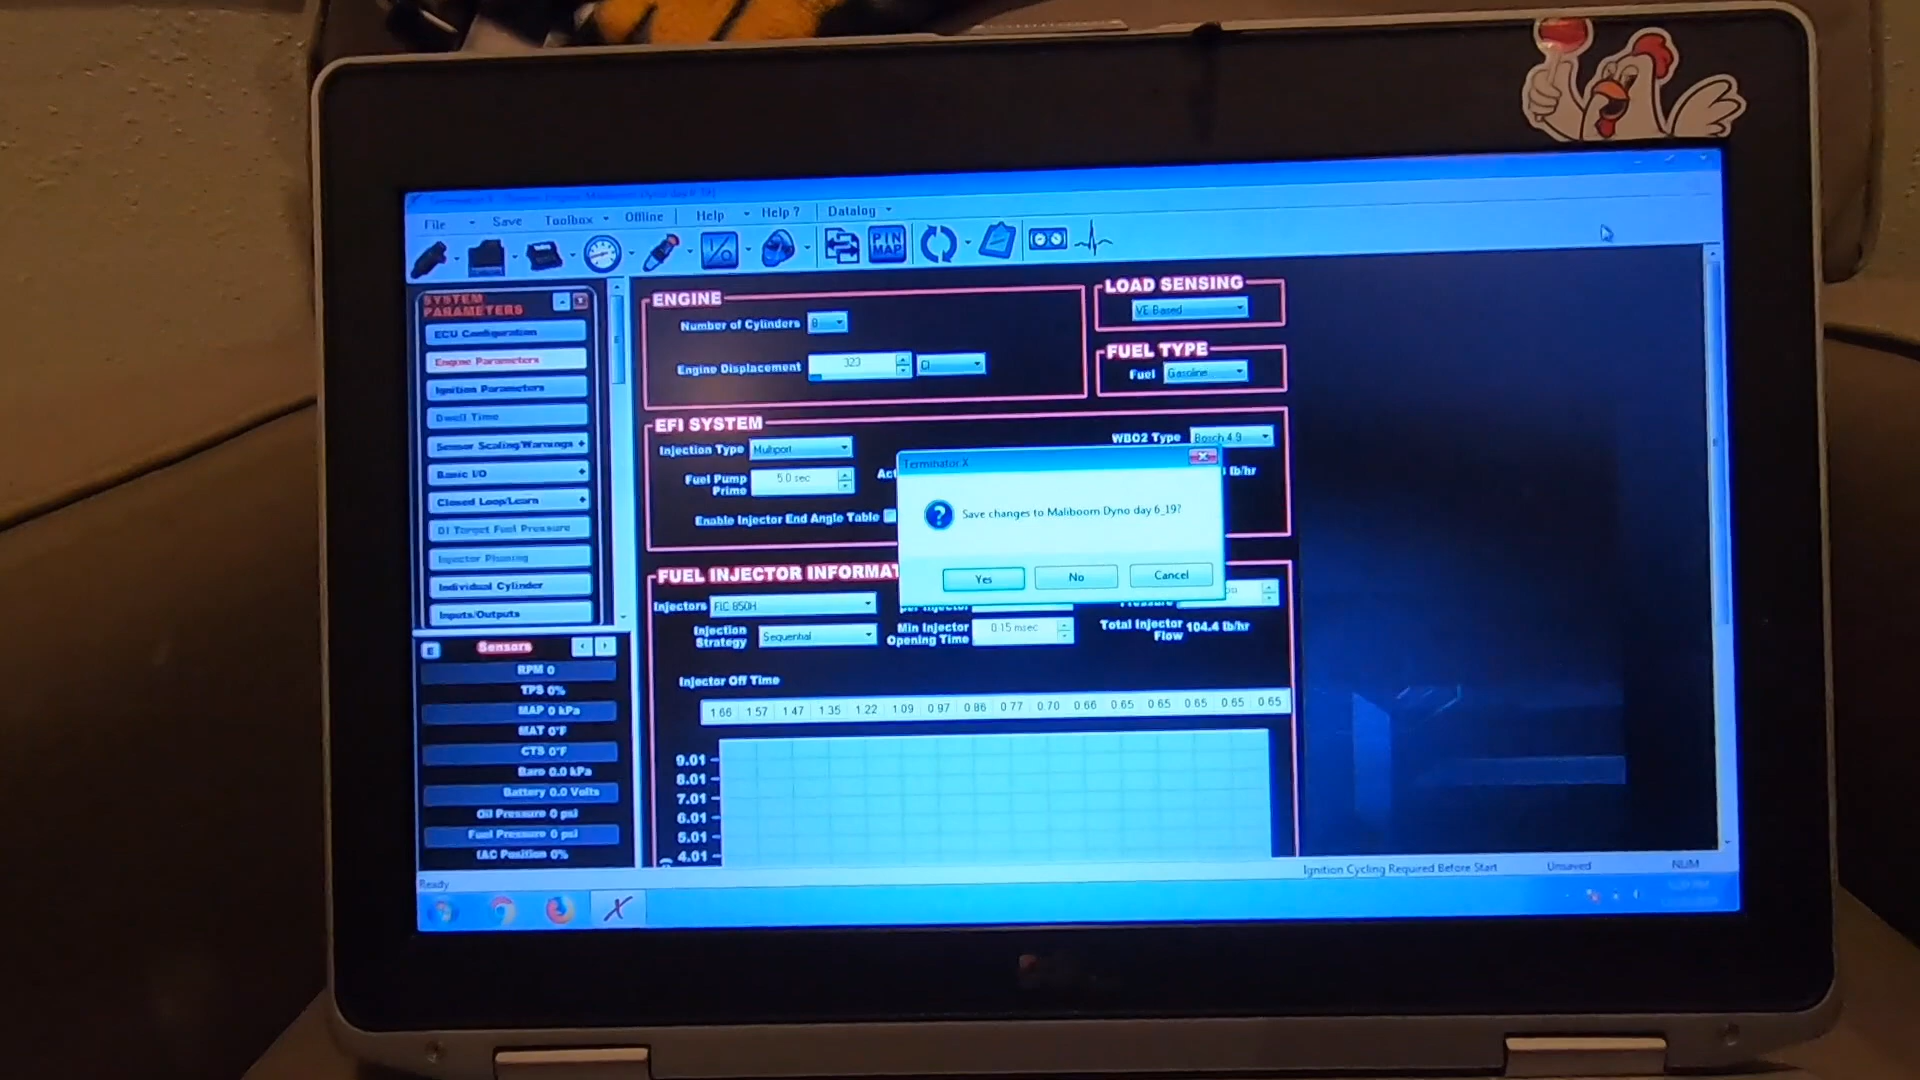 File Save Toolbox Offline Help Help ? Datalog
PIN
MAP
SYSTEM
PARAMETERS
ECU Configuration
Engine Parameters
Ignition Parameters
Dwell Time
Sensor Scaling/Warnings
Basic I/O
Closed Loop/Learn
DI Target Fuel Pressure
Injector Phasing
Individual Cylinder
Inputs/Outputs
E Sensors
RPM 0
TPS 0%
MAP 0 kPa
MAT 0°F
CTS 0°F
Baro 0.0 kPa
Battery 0.0 Volts
Oil Pressure 0 psi
Fuel Pressure 0 psi
IAC Position 0%
ENGINE
Number of Cylinders 8
Engine Displacement 323 CI
LOAD SENSING
VE Based
FUEL TYPE
Fuel Gasoline
EFI SYSTEM
Injection Type Multiport
WBO2 Type Bosch 4.9
Fuel Pump
Prime 5.0 sec
lb/hr
Enable Injector End Angle Table
Terminator X
Save changes to Maliboom Dyno day 6_19?
Yes No Cancel
FUEL INJECTOR INFORMAT
Injectors FIC 850H
per Injector
Pressure
Injection
Strategy Sequential
Min Injector
Opening Time 0.15 msec
Total Injector
Flow 104.4 lb/hr
Injector Off Time
1.66 1.57 1.47 1.35 1.22 1.09 0.97 0.86 0.77 0.70 0.66 0.65 0.65 0.65 0.65 0.65
9.01
8.01
7.01
6.01
5.01
4.01
Ready
Ignition Cycling Required Before Start Unsaved NUM